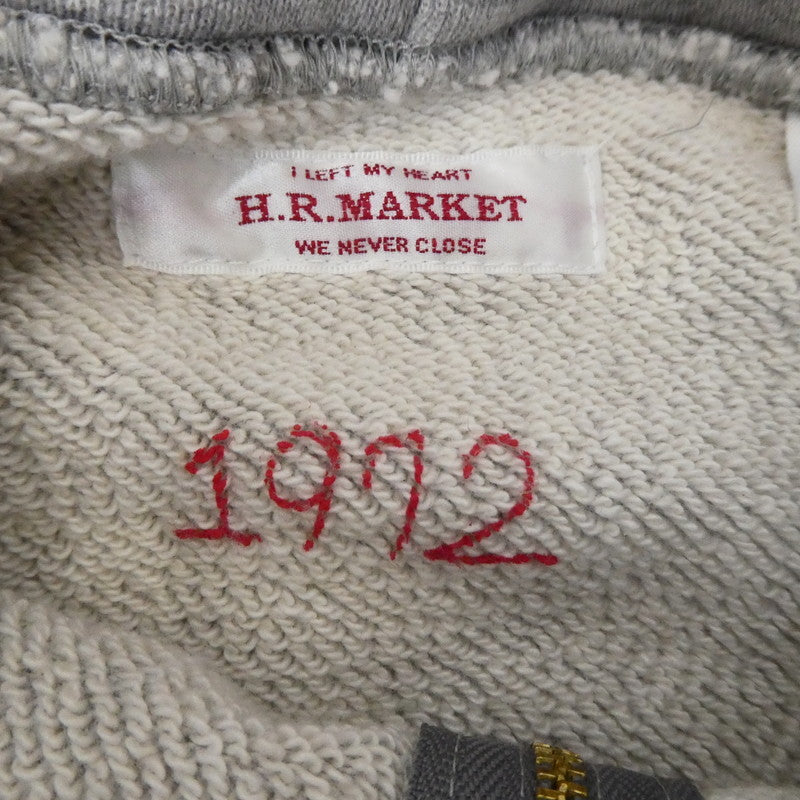 I LEFT MY HEART
H.R.MARKET
WE NEVER CLOSE
1972